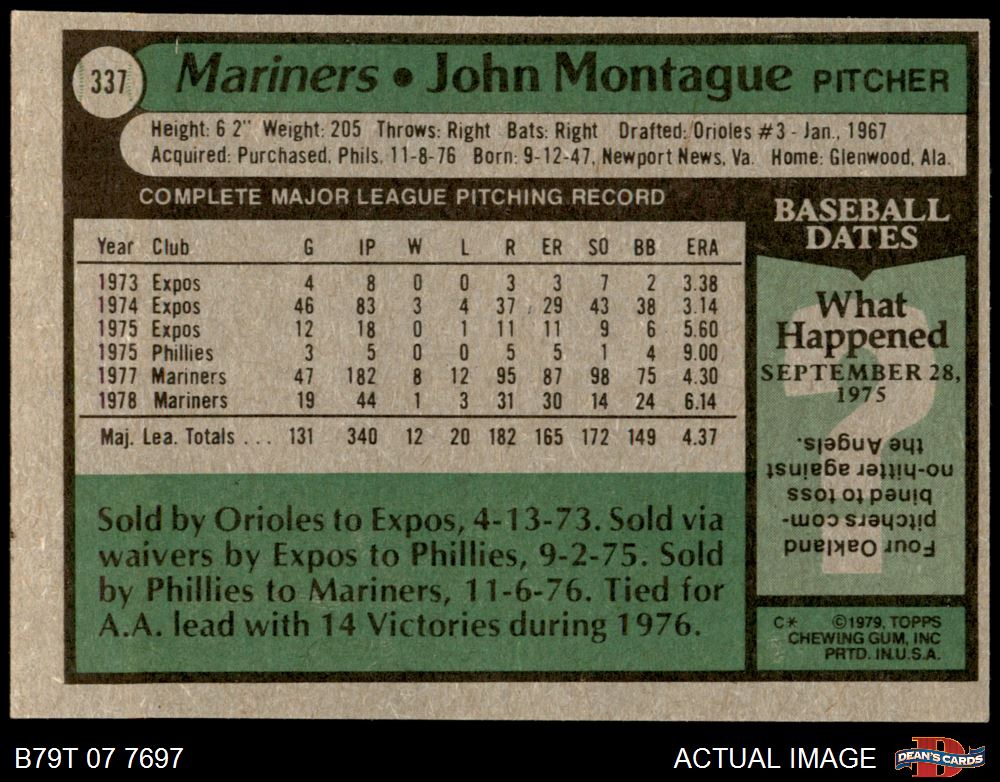 337 Mariners • John Montague PITCHER
Height: 6 2" Weight: 205 Throws: Right Bats: Right Drafted: Orioles #3 - Jan., 1967
Acquired: Purchased, Phils, 11-8-76 Born: 9-12-47, Newport News, Va. Home: Glenwood, Ala.
COMPLETE MAJOR LEAGUE PITCHING RECORD
Year Club G IP W L R ER SO BB ERA
1973 Expos 4 8 0 0 3 3 7 2 3.38
1974 Expos 46 83 3 4 37 29 43 38 3.14
1975 Expos 12 18 0 1 11 11 9 6 5.60
1975 Phillies 3 5 0 0 5 5 1 4 9.00
1977 Mariners 47 182 8 12 95 87 98 75 4.30
1978 Mariners 19 44 1 3 31 30 14 24 6.14
Maj. Lea. Totals ... 131 340 12 20 182 165 172 149 4.37
Sold by Orioles to Expos, 4-13-73. Sold via
waivers by Expos to Phillies, 9-2-75. Sold
by Phillies to Mariners, 11-6-76. Tied for
A.A. lead with 14 Victories during 1976.
BASEBALL
DATES
What
Happened
SEPTEMBER 28,
1975
?
Four Oakland
pitchers com-
bined to toss
no-hitter against
the Angels.
C* ©1979, TOPPS
CHEWING GUM, INC
PRTD. IN U.S.A.
B79T 07 7697
ACTUAL IMAGE
D
DEAN'S CARDS